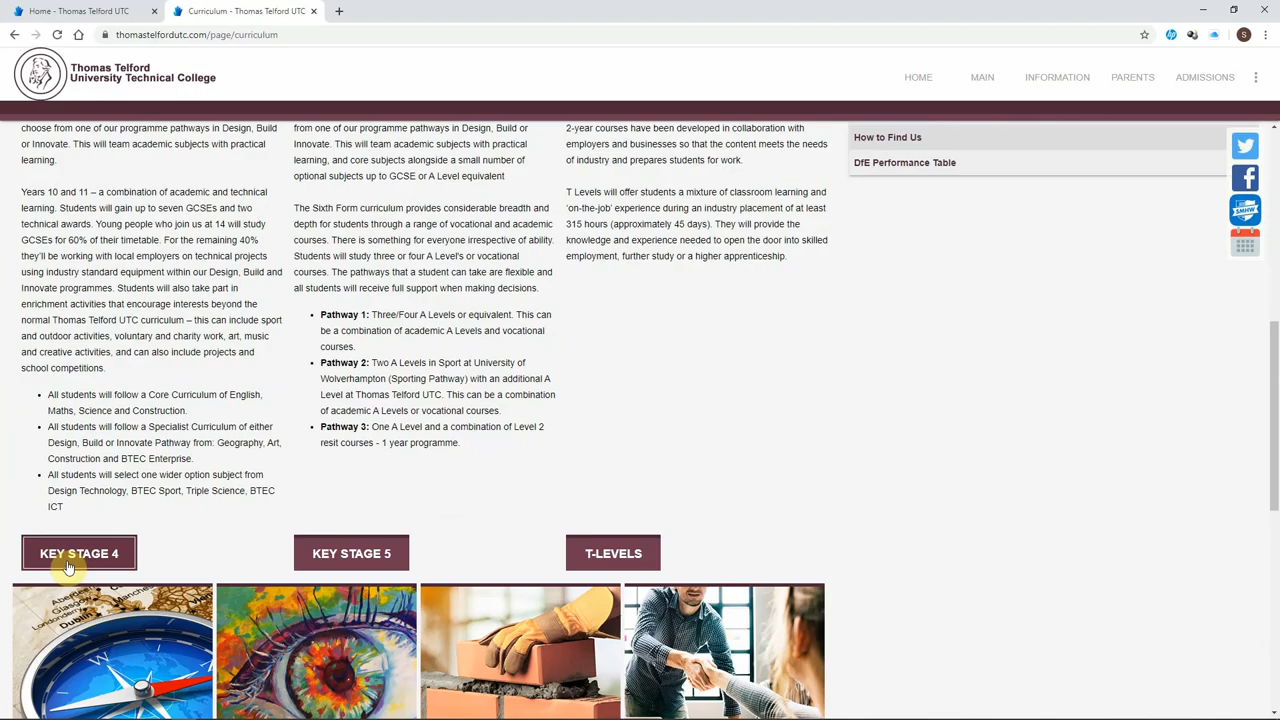 Home - Thomas Telford UTC
Curriculum - Thomas Telford UTC
thomastelfordutc.com/page/curriculum
Thomas Telford
University Technical College
HOME
MAIN
INFORMATION
PARENTS
ADMISSIONS
choose from one of our programme pathways in Design, Build
or Innovate. This will team academic subjects with practical
learning.
Years 10 and 11 – a combination of academic and technical
learning. Students will gain up to seven GCSEs and two
technical awards. Young people who join us at 14 will study
GCSEs for 60% of their timetable. For the remaining 40%
they'll be working with local employers on technical projects
using industry standard equipment within our Design, Build and
Innovate programmes. Students will also take part in
enrichment activities that encourage interests beyond the
normal Thomas Telford UTC curriculum – this can include sport
and outdoor activities, voluntary and charity work, art, music
and creative activities, and can also include projects and
school competitions.
• All students will follow a Core Curriculum of English,
Maths, Science and Construction.
• All students will follow a Specialist Curriculum of either
Design, Build or Innovate Pathway from: Geography, Art,
Construction and BTEC Enterprise.
• All students will select one wider option subject from
Design Technology, BTEC Sport, Triple Science, BTEC
ICT
KEY STAGE 4
from one of our programme pathways in Design, Build or
Innovate. This will team academic subjects with practical
learning, and core subjects alongside a small number of
optional subjects up to GCSE or A Level equivalent
The Sixth Form curriculum provides considerable breadth and
depth for students through a range of vocational and academic
courses. There is something for everyone irrespective of ability.
Students will study three or four A Level's or vocational
courses. The pathways that a student can take are flexible and
all students will receive full support when making decisions.
• Pathway 1: Three/Four A Levels or equivalent. This can
be a combination of academic A Levels and vocational
courses.
• Pathway 2: Two A Levels in Sport at University of
Wolverhampton (Sporting Pathway) with an additional A
Level at Thomas Telford UTC. This can be a combination
of academic A Levels or vocational courses.
• Pathway 3: One A Level and a combination of Level 2
resit courses - 1 year programme.
KEY STAGE 5
2-year courses have been developed in collaboration with
employers and businesses so that the content meets the needs
of industry and prepares students for work.
T Levels will offer students a mixture of classroom learning and
'on-the-job' experience during an industry placement of at least
315 hours (approximately 45 days). They will provide the
knowledge and experience needed to open the door into skilled
employment, further study or a higher apprenticeship.
T-LEVELS
How to Find Us
DfE Performance Table
SMHW
S
Glasgow
Londonderry
Dublin
W
N